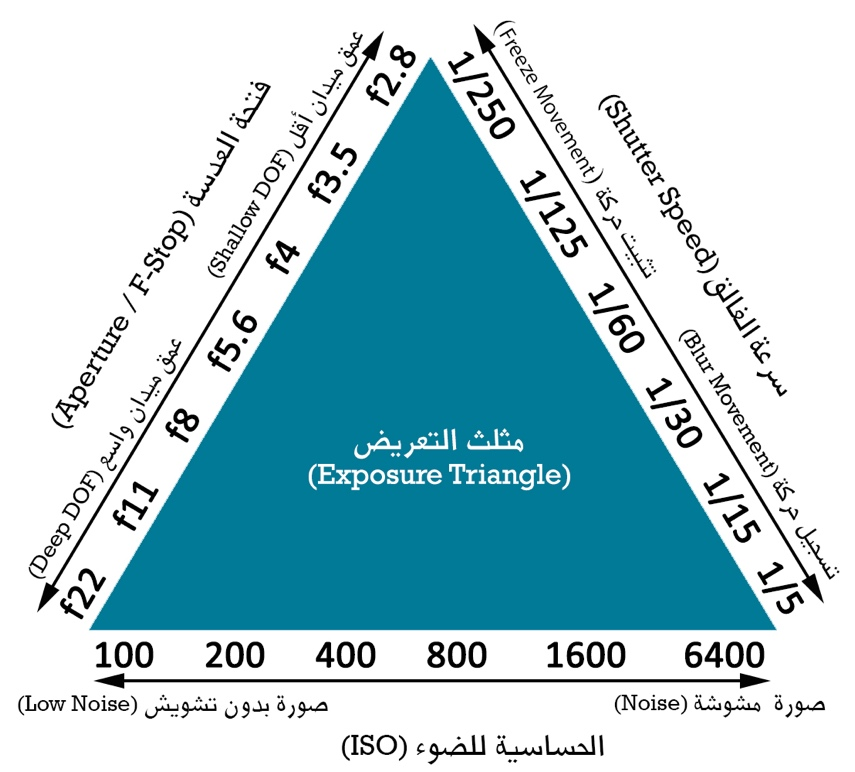 فتحة العدسة (Aperture / F-Stop)
عمق ميدان أقل (Shallow DOF)
عمق ميدان واسع (Deep DOF)
f2.8
f3.5
f4
f5.6
f8
f11
f22
سرعة الغالق (Shutter Speed)
تثبيت حركة (Freeze Movement)
تسجيل حركة (Blur Movement)
1/250
1/125
1/60
1/30
1/15
1/5
مثلث التعريض
(Exposure Triangle)
100 200 400 800 1600 6400
صورة بدون تشويش (Low Noise)
صورة مشوشة (Noise)
الحساسية للضوء (ISO)